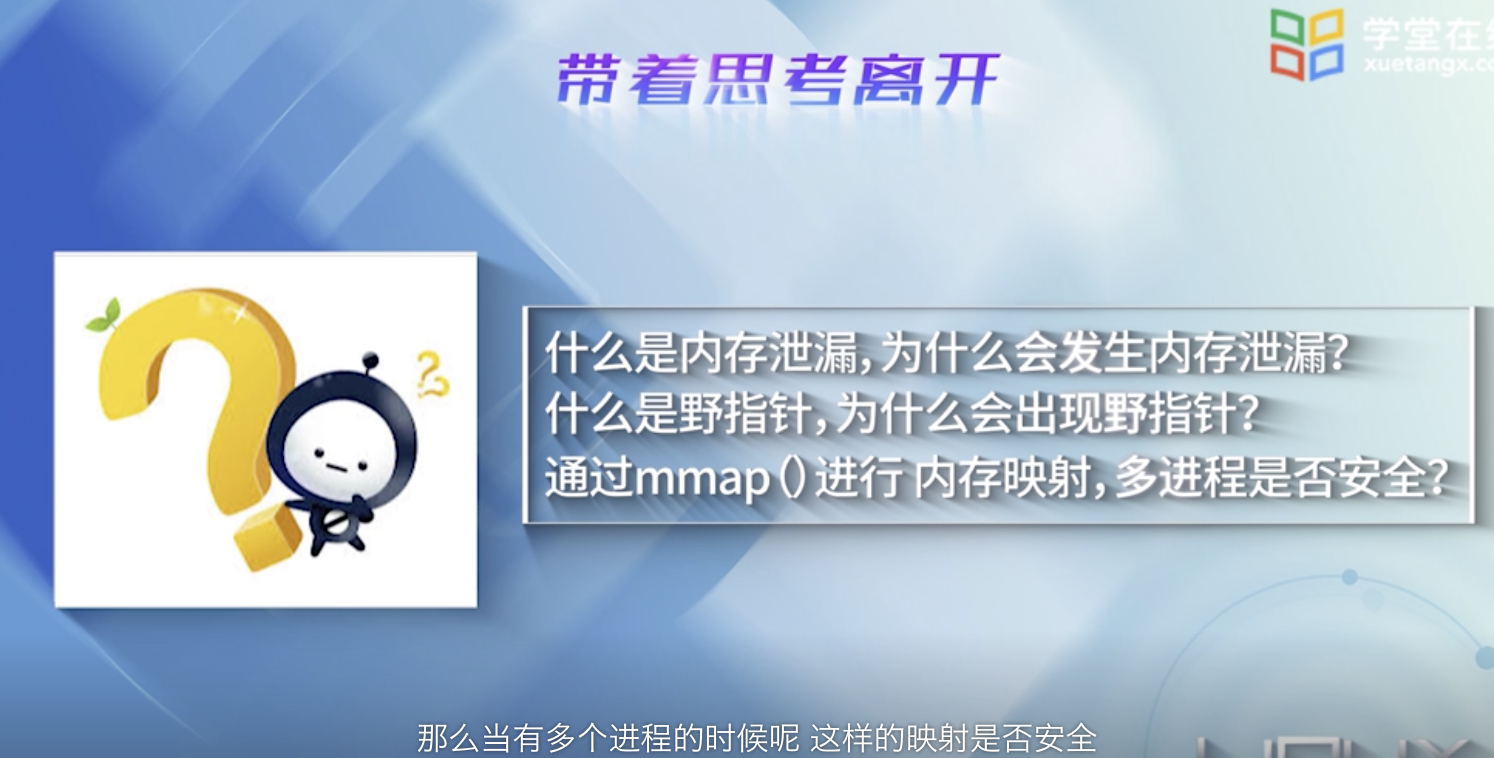 学堂在
xuetangx.c
带着思考离开
什么是内存泄漏，为什么会发生内存泄漏？
什么是野指针，为什么会出现野指针？
通过mmap（）进行 内存映射，多进程是否安全？
那么当有多个进程的时候呢 这样的映射是否安全